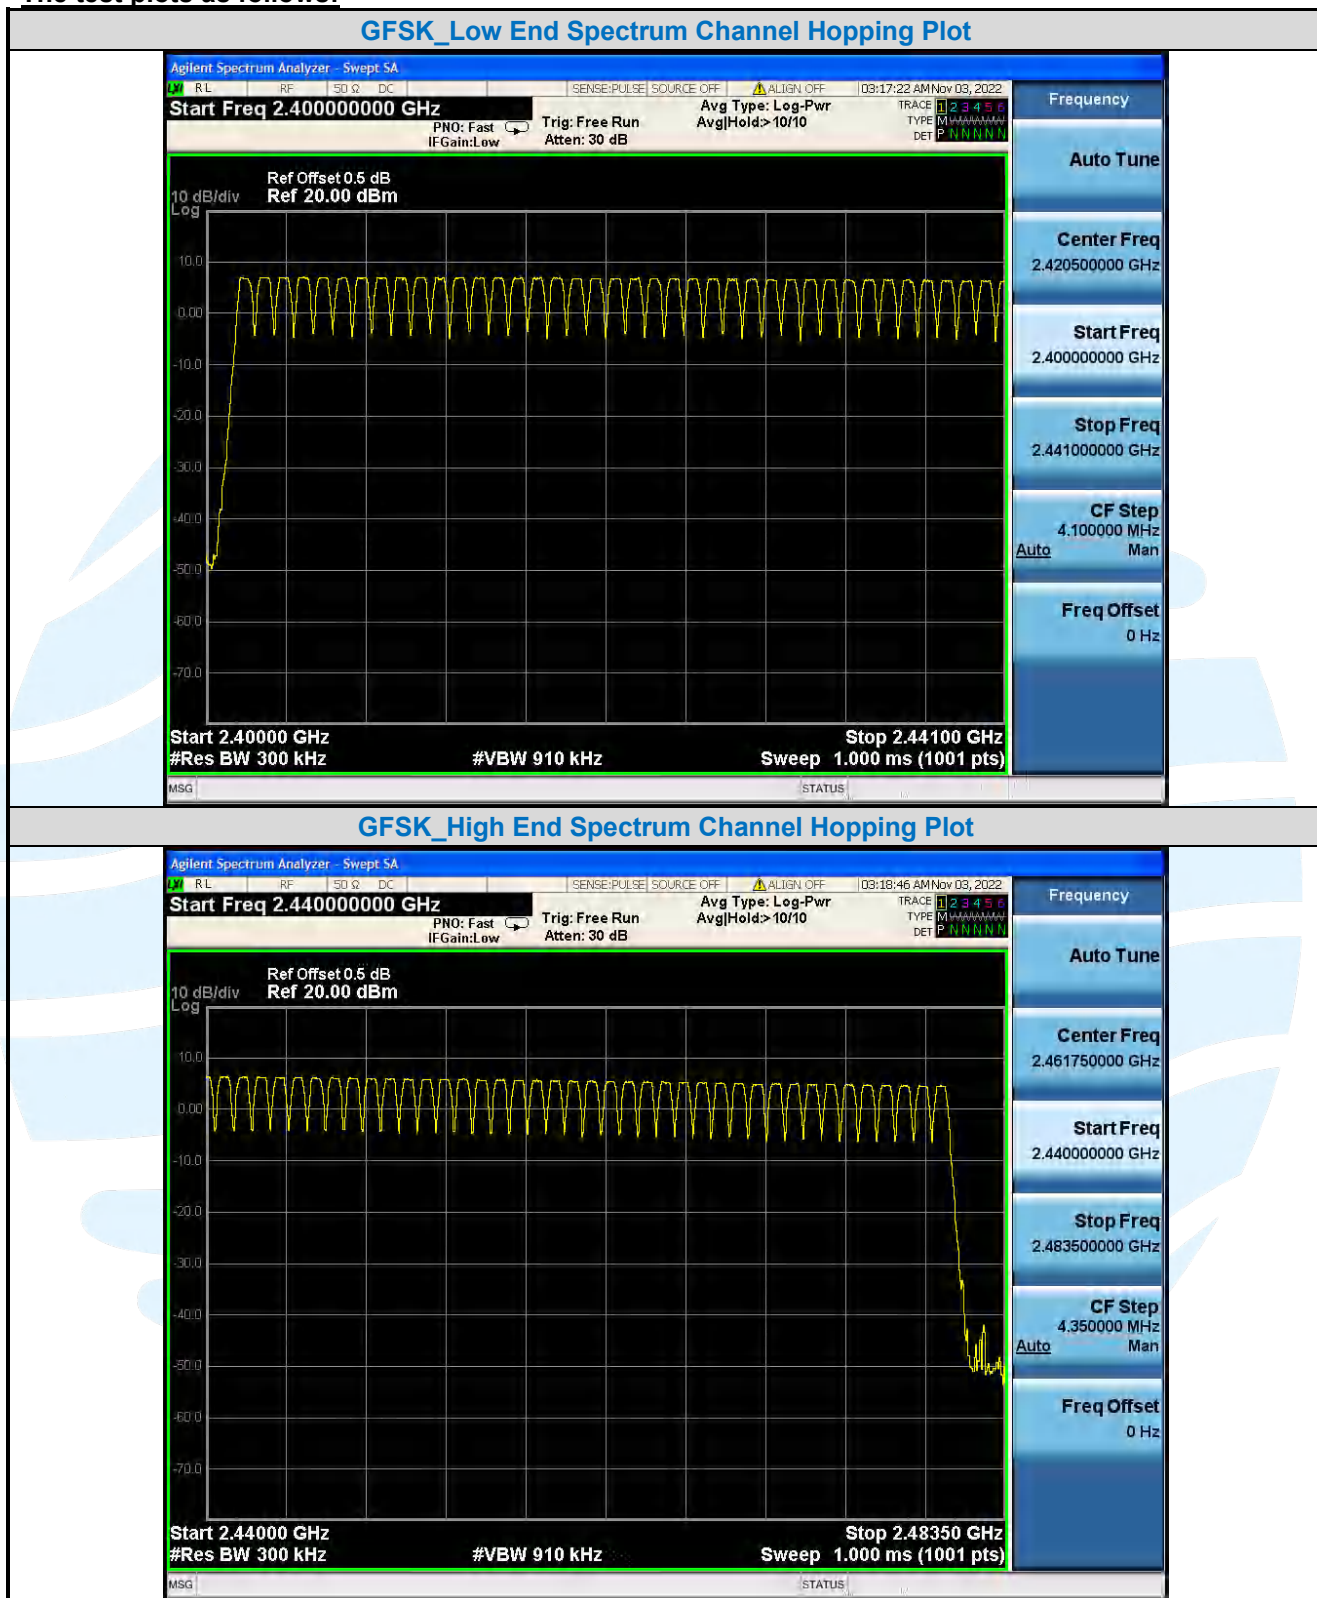 The test plots as follows:
GFSK_Low End Spectrum Channel Hopping Plot
Agilent Spectrum Analyzer - Swept SA
LXI RL RF 50 Ω DC SENSE:PULSE SOURCE OFF ALIGN OFF 03:17:22 AM Nov 03, 2022
Start Freq 2.400000000 GHz
PNO: Fast
IFGain:Low
Trig: Free Run
Atten: 30 dB
Avg Type: Log-Pwr
Avg|Hold:> 10/10
TRACE 1 2 3 4 5 6
TYPE M
DET P N N N N N
Frequency
Auto Tune
Ref Offset 0.5 dB
10 dB/div Ref 20.00 dBm
Log
10.0
0.00
-10.0
-20.0
-30.0
-40.0
-50.0
-60.0
-70.0
Center Freq
2.420500000 GHz
Start Freq
2.400000000 GHz
Stop Freq
2.441000000 GHz
CF Step
4.100000 MHz
Auto Man
Freq Offset
0 Hz
Start 2.40000 GHz Stop 2.44100 GHz
#Res BW 300 kHz #VBW 910 kHz Sweep 1.000 ms (1001 pts)
MSG STATUS
GFSK_High End Spectrum Channel Hopping Plot
Agilent Spectrum Analyzer - Swept SA
LXI RL RF 50 Ω DC SENSE:PULSE SOURCE OFF ALIGN OFF 03:18:46 AM Nov 03, 2022
Start Freq 2.440000000 GHz
PNO: Fast
IFGain:Low
Trig: Free Run
Atten: 30 dB
Avg Type: Log-Pwr
Avg|Hold:> 10/10
TRACE 1 2 3 4 5 6
TYPE M
DET P N N N N N
Frequency
Auto Tune
Ref Offset 0.5 dB
10 dB/div Ref 20.00 dBm
Log
10.0
0.00
-10.0
-20.0
-30.0
-40.0
-50.0
-60.0
-70.0
Center Freq
2.461750000 GHz
Start Freq
2.440000000 GHz
Stop Freq
2.483500000 GHz
CF Step
4.350000 MHz
Auto Man
Freq Offset
0 Hz
Start 2.44000 GHz Stop 2.48350 GHz
#Res BW 300 kHz #VBW 910 kHz Sweep 1.000 ms (1001 pts)
MSG STATUS